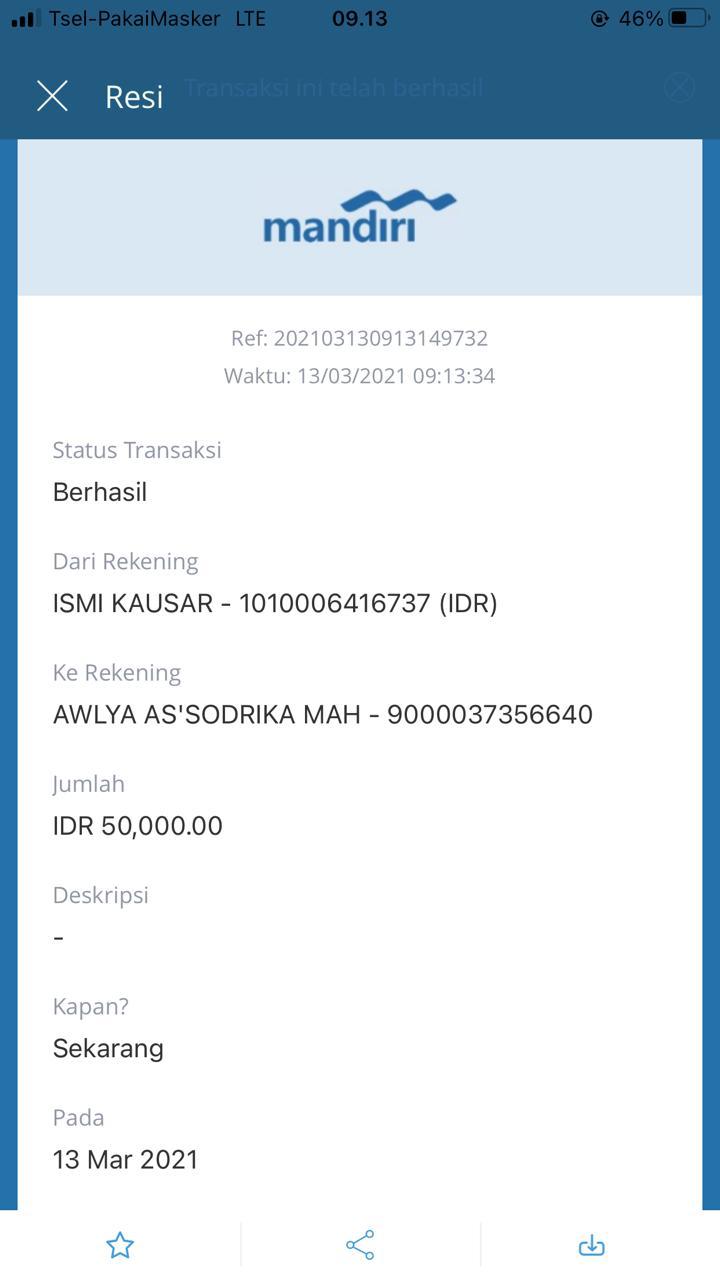 Tsel-PakaiMasker LTE 09.13 46%
Resi Transaksi ini telah berhasil
mandiri
Ref: 202103130913149732
Waktu: 13/03/2021 09:13:34
Status Transaksi
Berhasil
Dari Rekening
ISMI KAUSAR - 1010006416737 (IDR)
Ke Rekening
AWLYA AS'SODRIKA MAH - 9000037356640
Jumlah
IDR 50,000.00
Deskripsi
-
Kapan?
Sekarang
Pada
13 Mar 2021